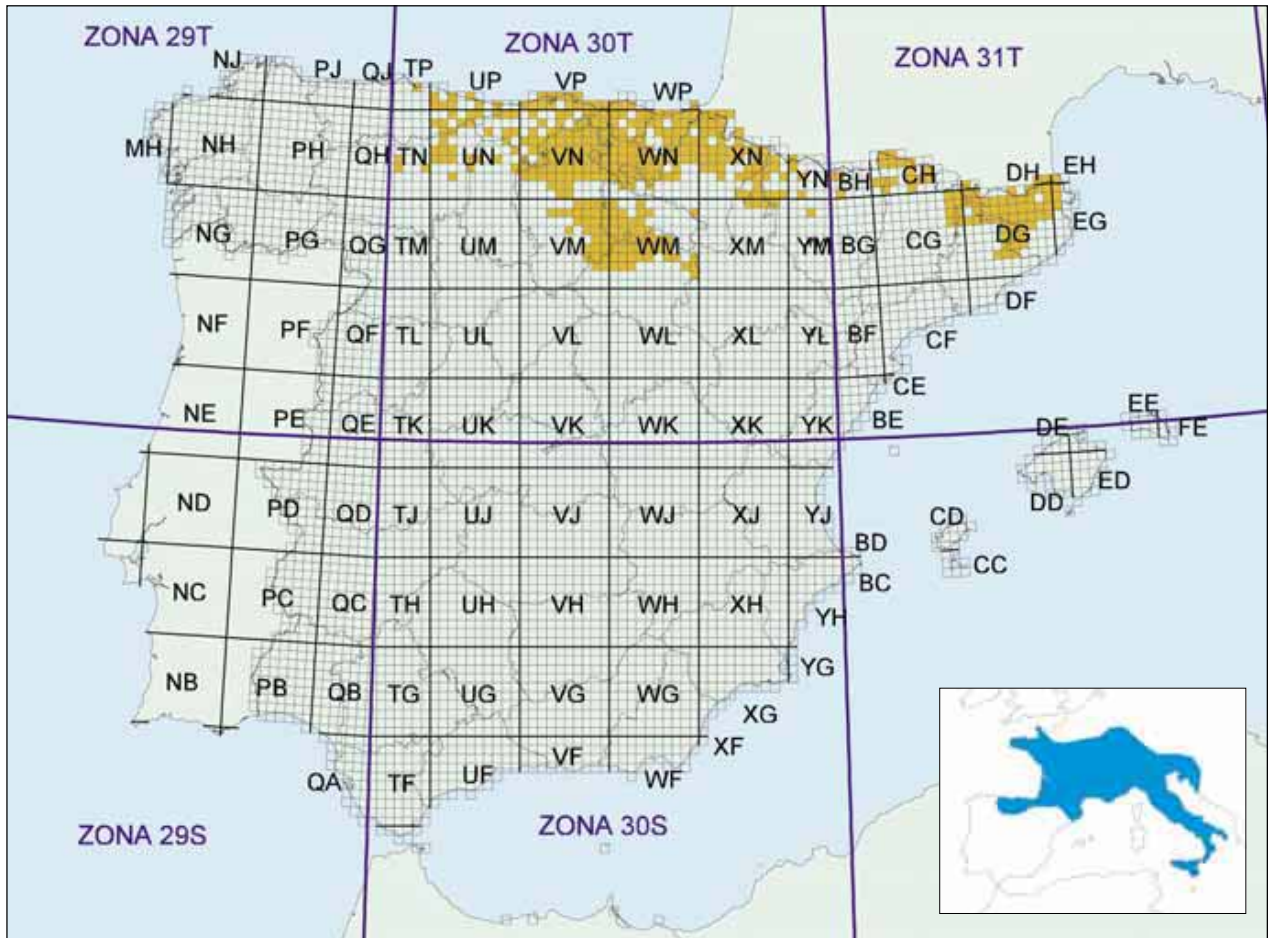 ZONA 29T
ZONA 30T
ZONA 31T
NJ PJ QJ TP UP VP WP
MH NH PH QH TN UN VN WN XN YN BH CH DH EH
NG PG QG TM UM VM WM XM YM BG CG DG EG
NF PF QF TL UL VL WL XL YL BF CF DF
NE PE QE TK UK VK WK XK YK BE CE DE EE FE
ND PD QD TJ UJ VJ WJ XJ YJ BD CD DD ED
NC PC QC TH UH VH WH XH YH BC CC
NB PB QB TG UG VG WG XG YG
QA TF UF VF WF XF
ZONA 29S
ZONA 30S